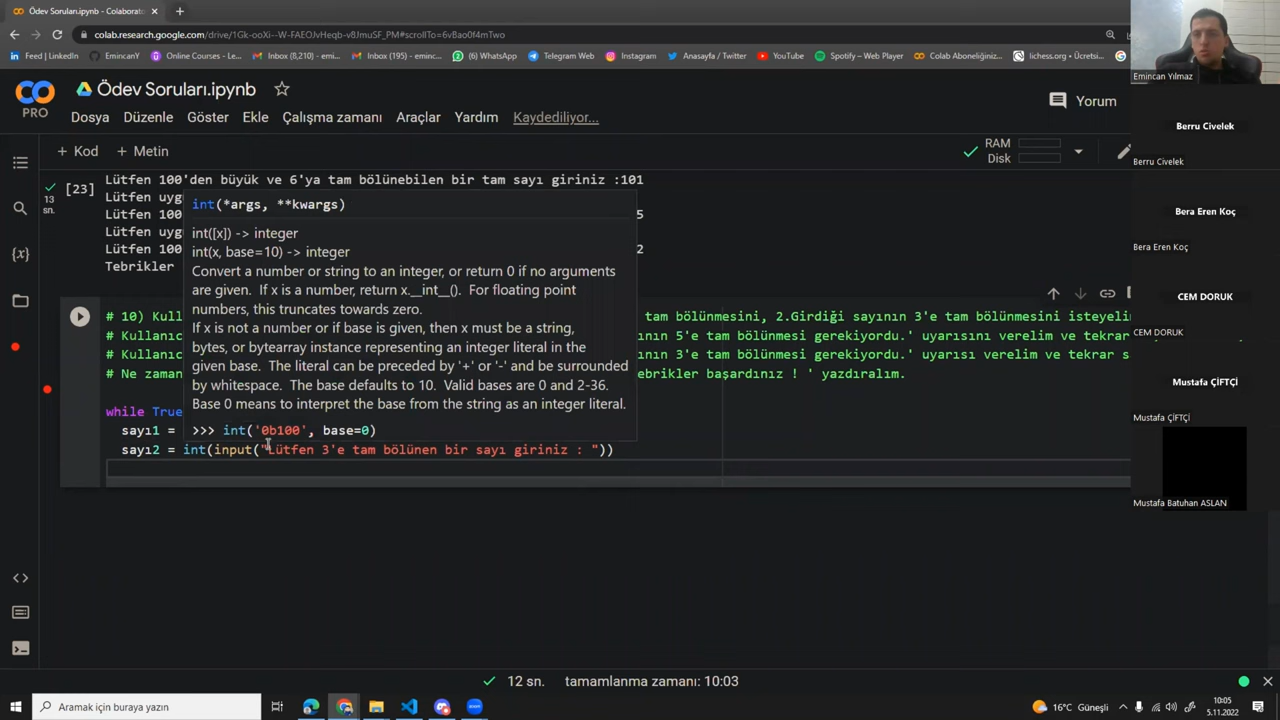 Ödev Soruları.ipynb - Colaborato
colab.research.google.com/drive/1Gk-ooXi--W-FAEOJvHeqb-v8JmuSF_PM#scrollTo=6vBao0f4mTwo
Feed | LinkedIn
EmincanY
Online Courses - Le...
Inbox (8,210) - emi...
Inbox (195) - eminc...
(6) WhatsApp
Telegram Web
Instagram
Anasayfa / Twitter
YouTube
Spotify – Web Player
Colab Aboneliğiniz...
lichess.org • Ücretsi...
Ödev Soruları.ipynb
PRO
Dosya Düzenle Göster Ekle Çalışma zamanı Araçlar Yardım Kaydediliyor...
Yorum
+ Kod + Metin
RAM
Disk
[23]
13
sn.
Lütfen 100'den büyük ve 6'ya tam bölünebilen bir tam sayı giriniz :101
Lütfen uyg
5
Lütfen uyg
Lütfen 100
2
Tebrikler
int(*args, **kwargs)
int([x]) -> integer
int(x, base=10) -> integer
Convert a number or string to an integer, or return 0 if no arguments
are given. If x is a number, return x.__int__(). For floating point
numbers, this truncates towards zero.
If x is not a number or if base is given, then x must be a string,
bytes, or bytearray instance representing an integer literal in the
given base. The literal can be preceded by '+' or '-' and be surrounded
by whitespace. The base defaults to 10. Valid bases are 0 and 2-36.
Base 0 means to interpret the base from the string as an integer literal.
>>> int('0b100', base=0)
# 10) Kull tam bölünmesini, 2.Girdiği sayının 3'e tam bölünmesini isteyelim
# Kullanıc 5'e tam bölünmesi gerekiyordu.' uyarısını verelim ve tekrar s
# Kullanıc 3'e tam bölünmesi gerekiyordu.' uyarısı verelim ve tekrar s
# Ne zaman ebrikler başardınız ! ' yazdıralım.
while True
sayı1 =
sayı2 = int(input("Lütfen 3'e tam bölünen bir sayı giriniz : "))
12 sn. tamamlanma zamanı: 10:03
Emincan Yılmaz
Berru Civelek
Berru Civelek
Bera Eren Koç
Bera Eren Koç
CEM DORUK
CEM DORUK
Mustafa ÇİFTÇİ
Mustafa ÇİFTÇİ
Mustafa Batuhan ASLAN
Aramak için buraya yazın
16°C Güneşli
10:05
5.11.2022